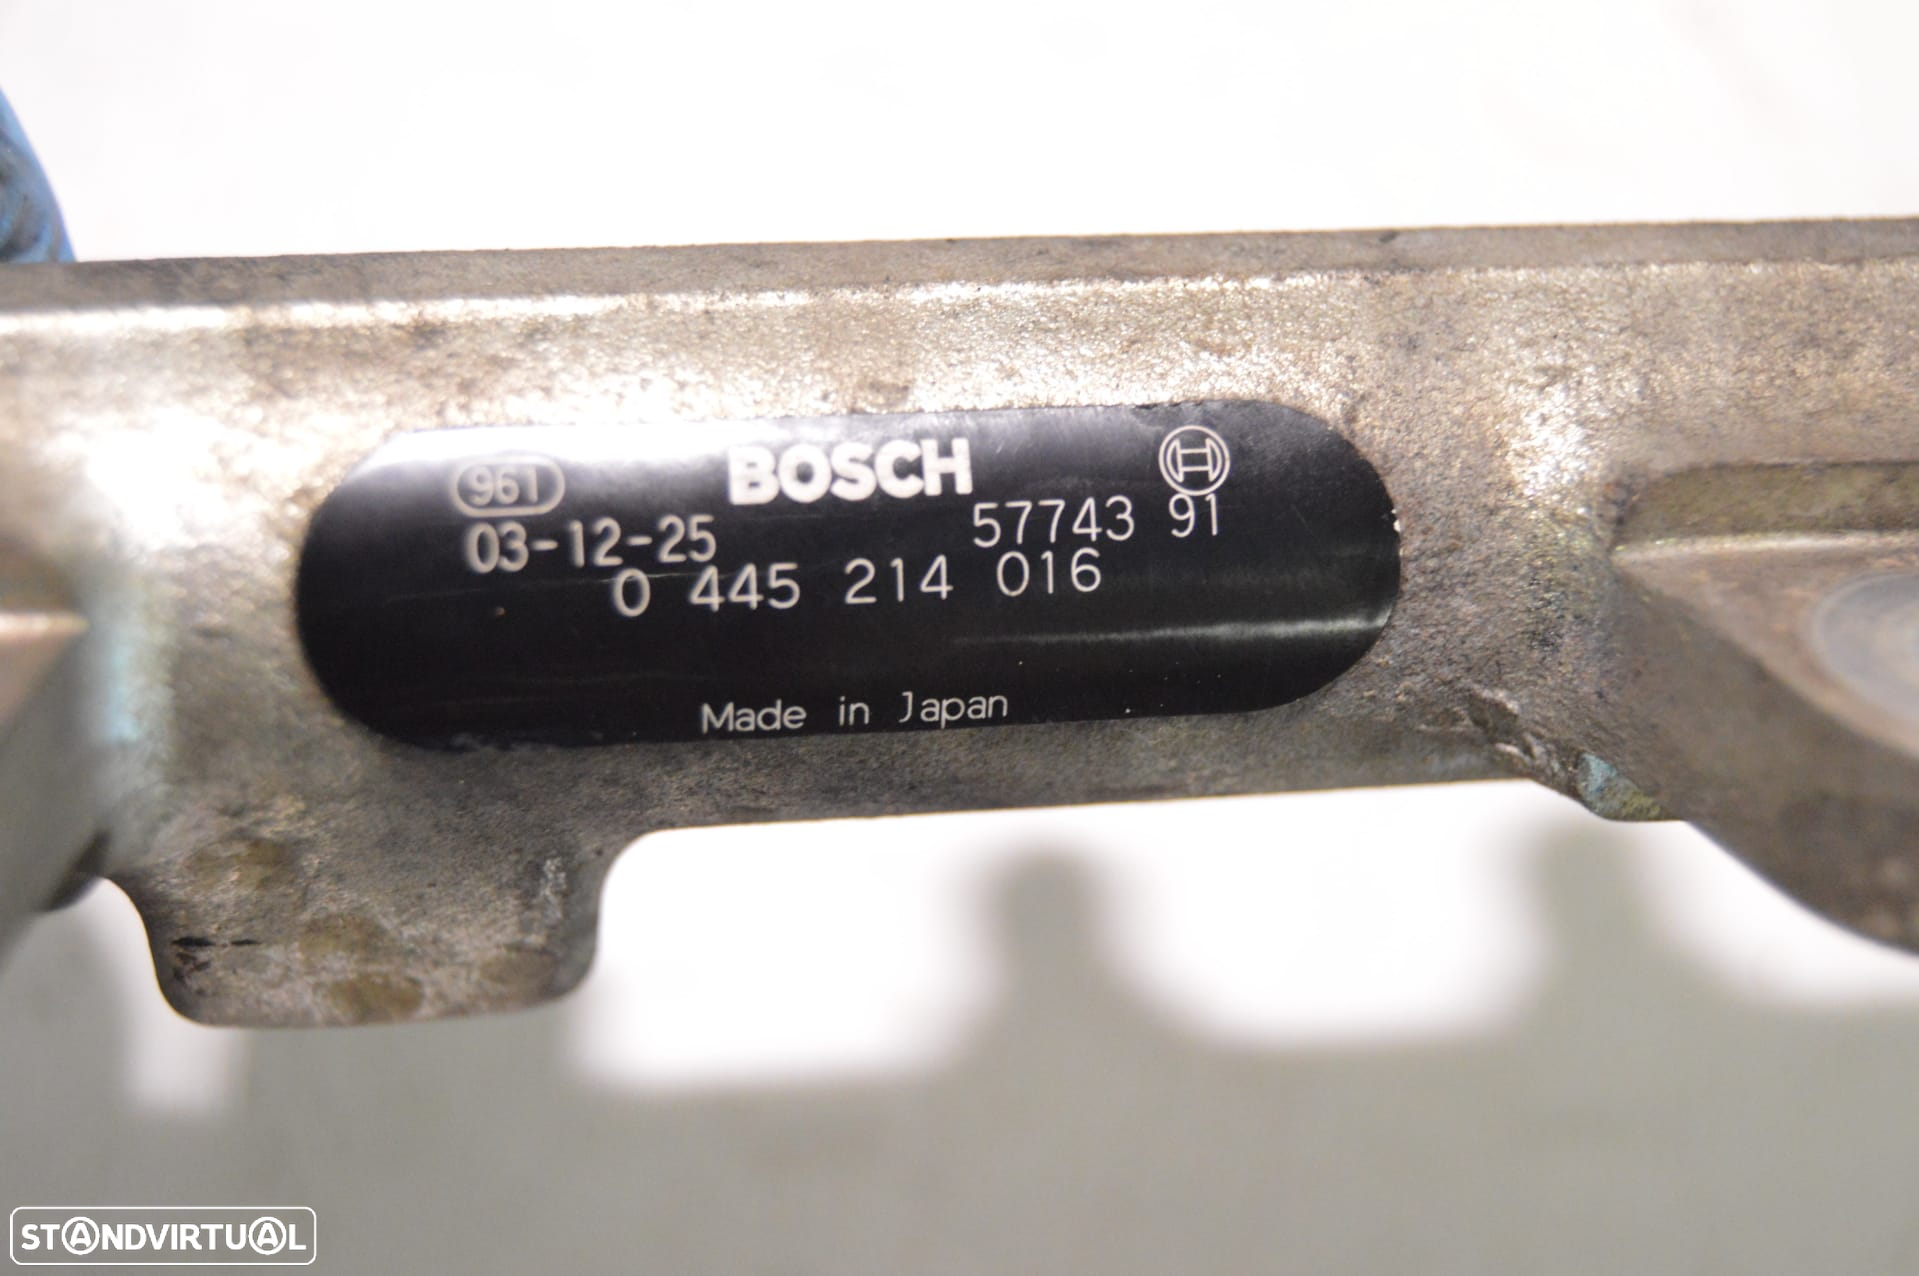 961 BOSCH
03-12-25 57743 91
0 445 214 016
Made in Japan
STANDVIRTUAL